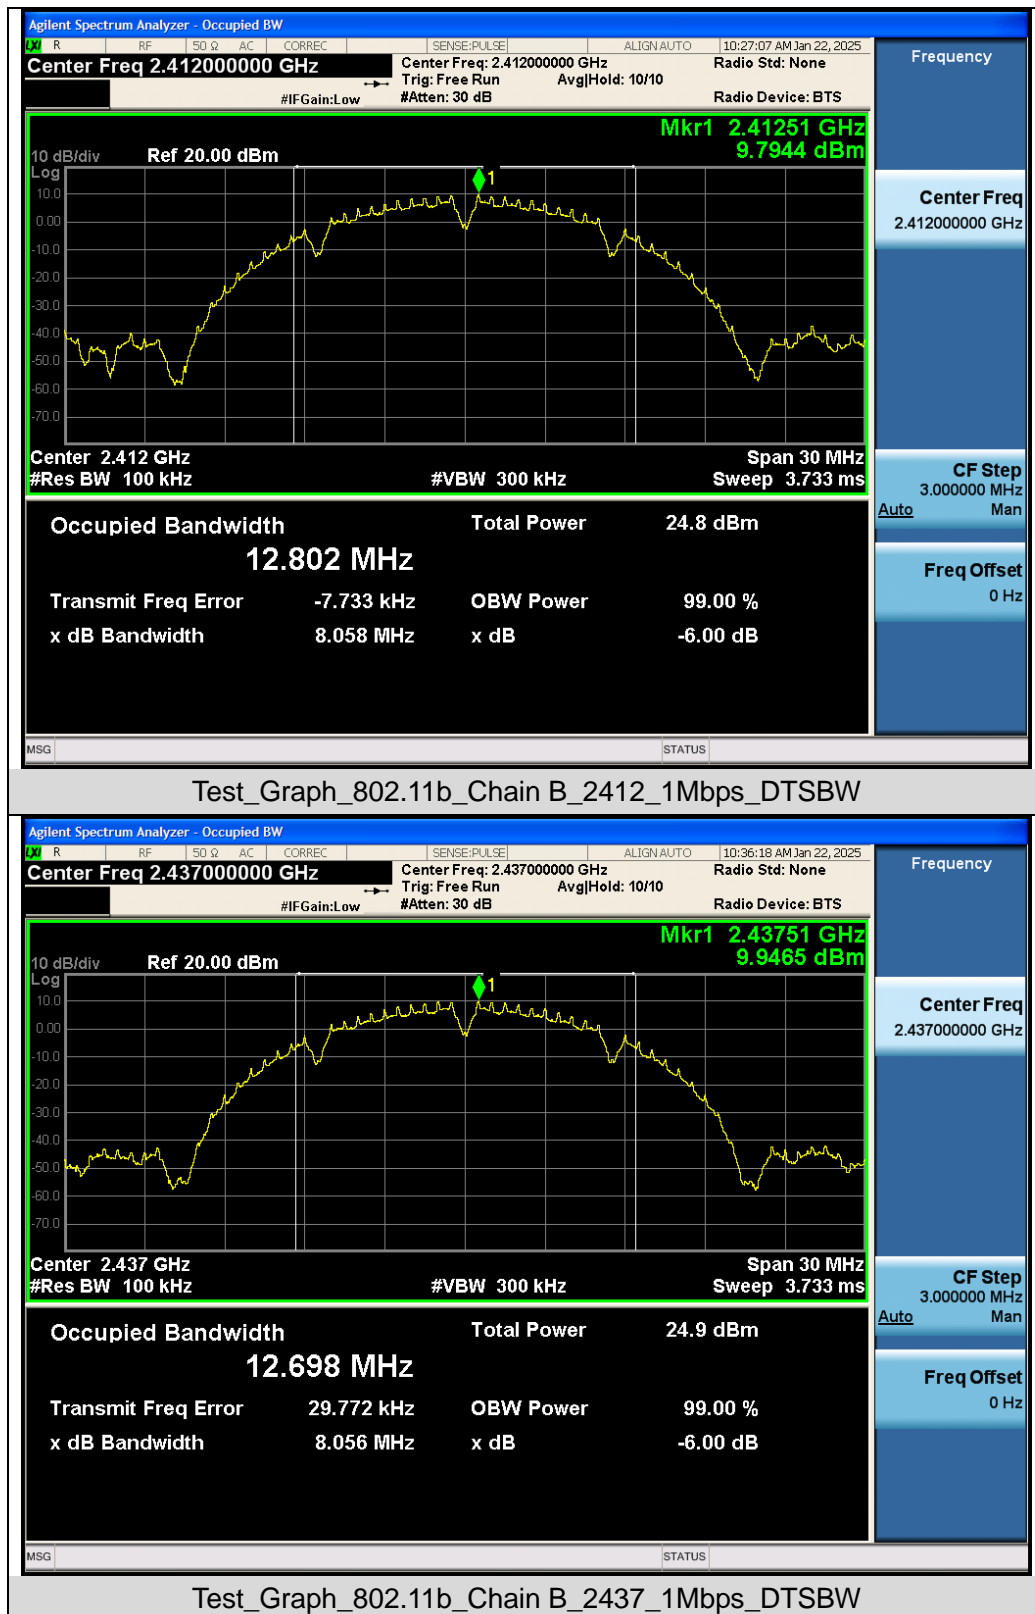 Agilent Spectrum Analyzer - Occupied BW
LXI R RF 50 Ω AC CORREC SENSE:PULSE ALIGN AUTO 10:27:07 AM Jan 22, 2025
Center Freq 2.412000000 GHz Center Freq: 2.412000000 GHz Radio Std: None
Trig: Free Run Avg|Hold: 10/10
#IFGain:Low #Atten: 30 dB Radio Device: BTS
Mkr1 2.41251 GHz
9.7944 dBm
10 dB/div Ref 20.00 dBm
Log
10.0
0.00
-10.0
-20.0
-30.0
-40.0
-50.0
-60.0
-70.0
1
Center 2.412 GHz Span 30 MHz
#Res BW 100 kHz #VBW 300 kHz Sweep 3.733 ms
Occupied Bandwidth Total Power 24.8 dBm
12.802 MHz
Transmit Freq Error -7.733 kHz OBW Power 99.00 %
x dB Bandwidth 8.058 MHz x dB -6.00 dB
MSG STATUS
Frequency
Center Freq
2.412000000 GHz
CF Step
3.000000 MHz
Auto Man
Freq Offset
0 Hz
Test_Graph_802.11b_Chain B_2412_1Mbps_DTSBW
Agilent Spectrum Analyzer - Occupied BW
LXI R RF 50 Ω AC CORREC SENSE:PULSE ALIGN AUTO 10:36:18 AM Jan 22, 2025
Center Freq 2.437000000 GHz Center Freq: 2.437000000 GHz Radio Std: None
Trig: Free Run Avg|Hold: 10/10
#IFGain:Low #Atten: 30 dB Radio Device: BTS
Mkr1 2.43751 GHz
9.9465 dBm
10 dB/div Ref 20.00 dBm
Log
10.0
0.00
-10.0
-20.0
-30.0
-40.0
-50.0
-60.0
-70.0
1
Center 2.437 GHz Span 30 MHz
#Res BW 100 kHz #VBW 300 kHz Sweep 3.733 ms
Occupied Bandwidth Total Power 24.9 dBm
12.698 MHz
Transmit Freq Error 29.772 kHz OBW Power 99.00 %
x dB Bandwidth 8.056 MHz x dB -6.00 dB
MSG STATUS
Frequency
Center Freq
2.437000000 GHz
CF Step
3.000000 MHz
Auto Man
Freq Offset
0 Hz
Test_Graph_802.11b_Chain B_2437_1Mbps_DTSBW